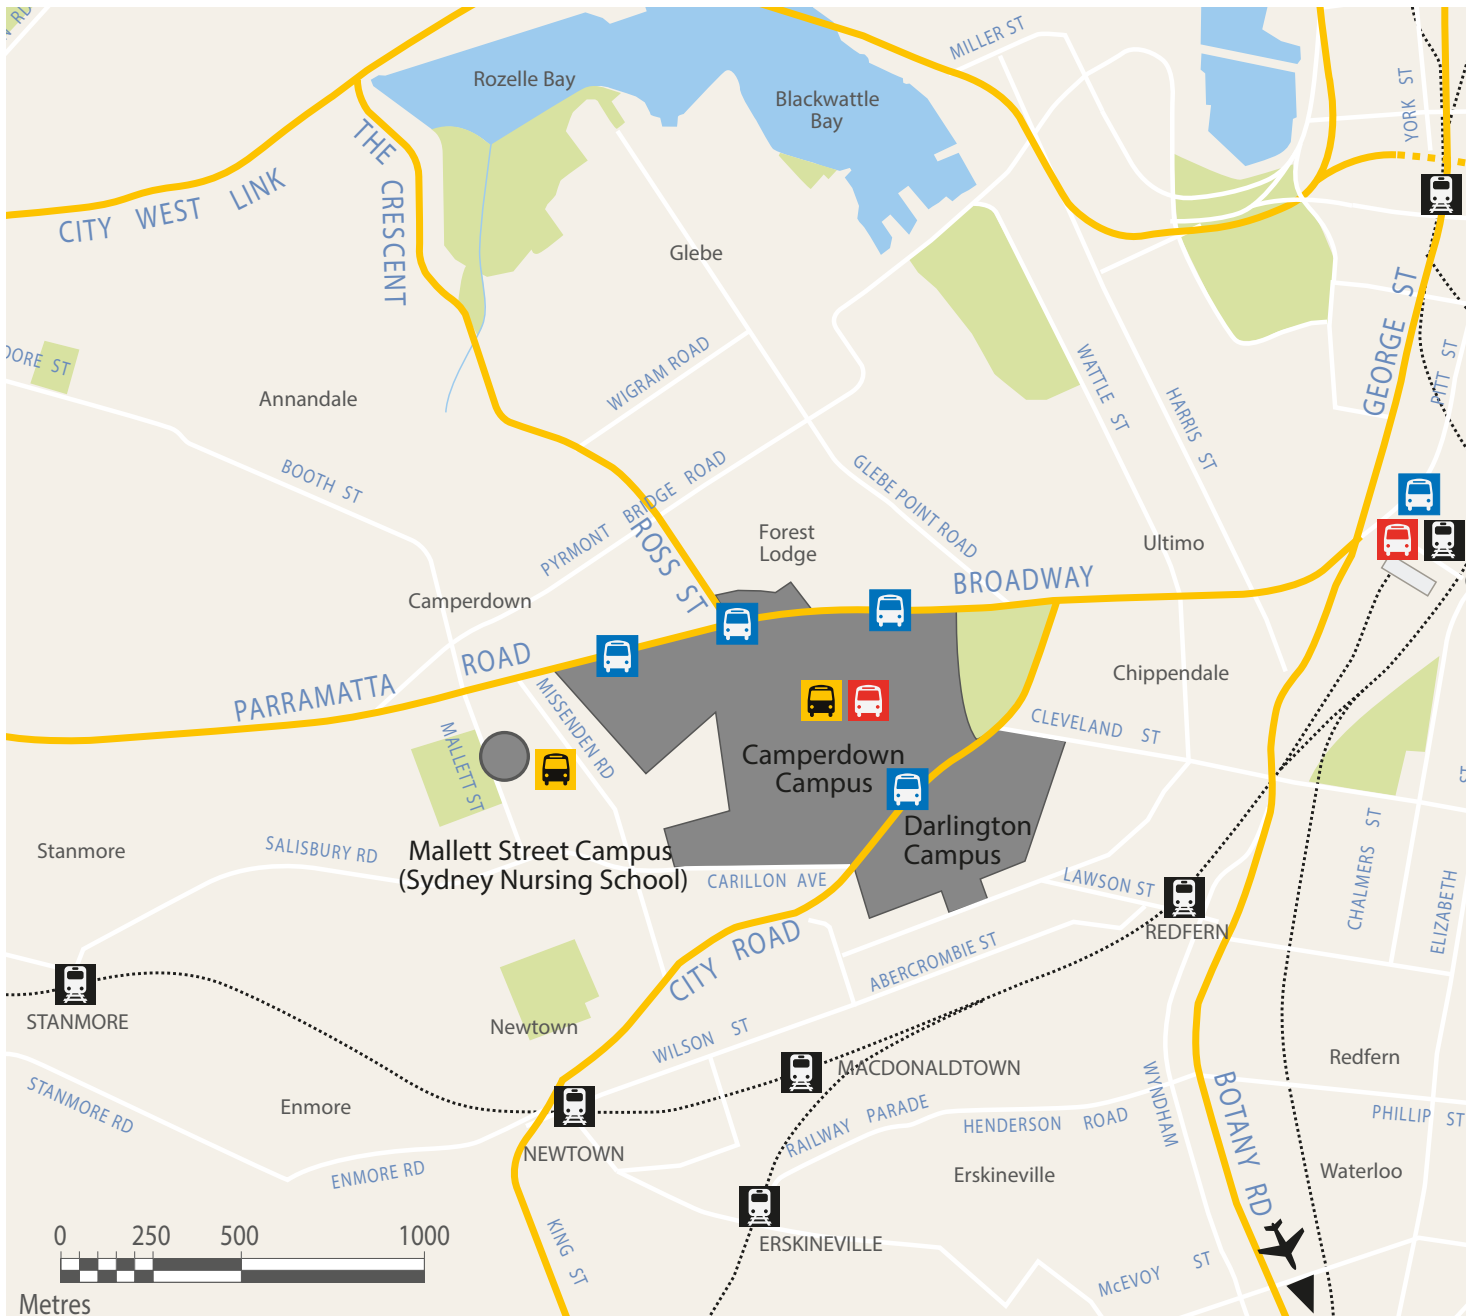 N-RD
MILLER ST
YORK ST
Rozelle Bay
Blackwattle
Bay
THE CRESCENT
CITY WEST LINK
Glebe
GEORGE ST
PITT ST
DORE ST
WIGRAM ROAD
WATTLE ST
HARRIS ST
Annandale
BOOTH ST
PYRMONT BRIDGE ROAD
GLEBE POINT ROAD
ROSS ST
Forest
Lodge
Ultimo
BROADWAY
Camperdown
PARRAMATTA ROAD
MISSENDEN RD
Chippendale
CLEVELAND ST
MALLETT ST
Camperdown
Campus
ST
Darlington
Campus
Stanmore
SALISBURY RD
Mallett Street Campus
(Sydney Nursing School)
CARILLON AVE
LAWSON ST
CHALMERS ST
ELIZABETH
REDFERN
CITY ROAD
ABERCROMBIE ST
STANMORE
Newtown
WILSON ST
MACDONALDTOWN
Redfern
STANMORE RD
Enmore
RAILWAY PARADE
HENDERSON ROAD
WYNDHAM
BOTANY RD
PHILLIP ST
NEWTOWN
ENMORE RD
Erskineville
Waterloo
KING ST
ERSKINEVILLE
McEVOY ST
0 250 500 1000
Metres